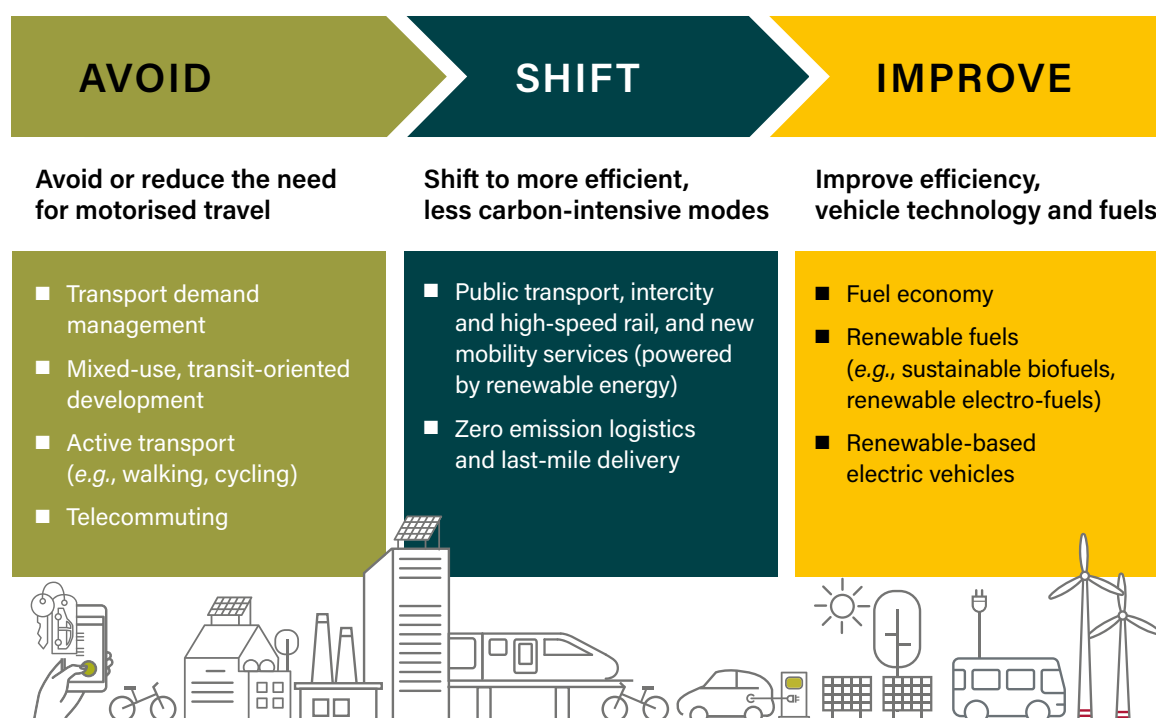 AVOID
SHIFT
IMPROVE
Avoid or reduce the need
for motorised travel
Shift to more efficient,
less carbon-intensive modes
Improve efficiency,
vehicle technology and fuels
■ Transport demand
management
■ Mixed-use, transit-oriented
development
■ Active transport
(e.g., walking, cycling)
■ Telecommuting
■ Public transport, intercity
and high-speed rail, and new
mobility services (powered
by renewable energy)
■ Zero emission logistics
and last-mile delivery
■ Fuel economy
■ Renewable fuels
(e.g., sustainable biofuels,
renewable electro-fuels)
■ Renewable-based
electric vehicles